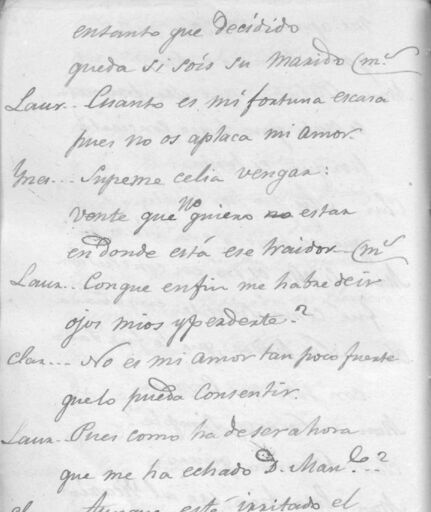 entanto que decidido
queda si sois su marido (m.ᵉ
Laur.. Cuanto es mi fortuna escasa
pues no os aplaca mi amor.
Ynes... Supeme celia vengar:
vente que no quiero no estar
en donde está ese traidor (m.ᵉ
Laur.. Conque enfin me habre de ir
ojos mios y perderte?
Clar... No es mi amor tan poco fuerte
que lo pueda consentir.
Laur.. Pues como ha de ser ahora
que me ha echado D. Man.ˡ..?
Cl.. Aunque esté irritado el